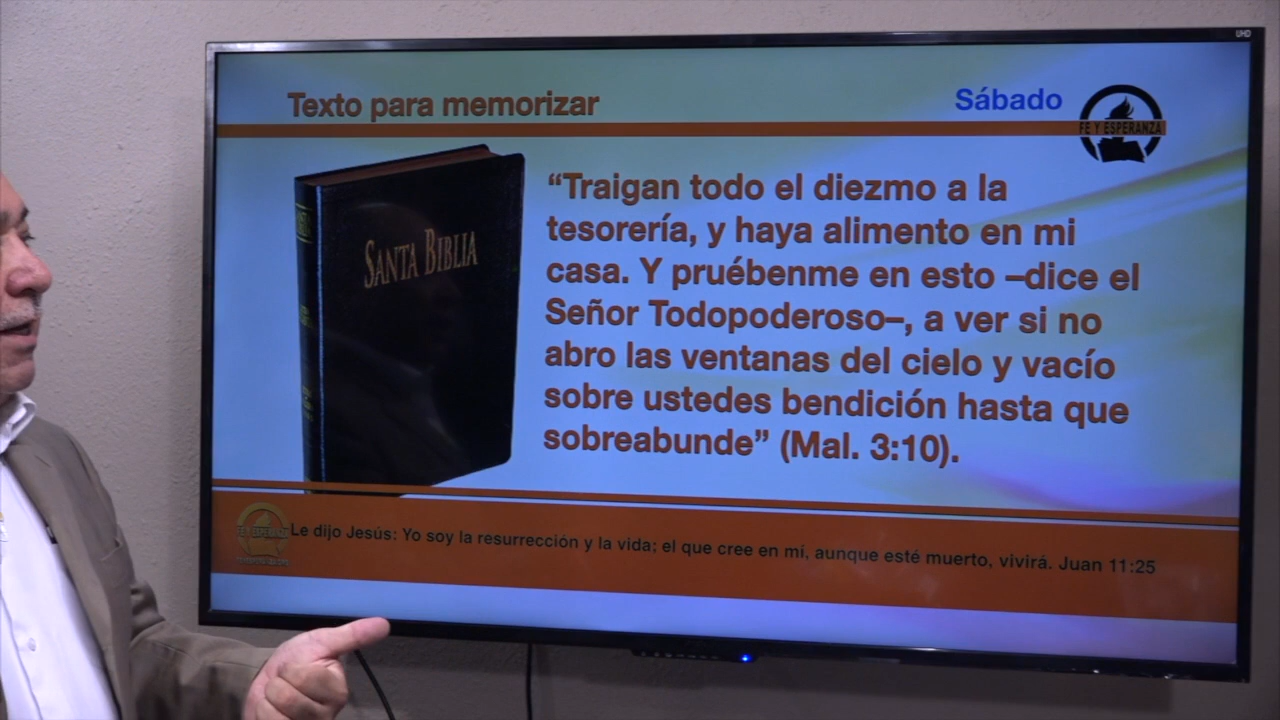 UHD
Texto para memorizar
Sábado
FE Y ESPERANZA
SANTA BIBLIA
“Traigan todo el diezmo a la
tesorería, y haya alimento en mi
casa. Y pruébenme en esto –dice el
Señor Todopoderoso–, a ver si no
abro las ventanas del cielo y vacío
sobre ustedes bendición hasta que
sobreabunde” (Mal. 3:10).
FE Y ESPERANZA
Le dijo Jesús: Yo soy la resurrección y la vida; el que cree en mí, aunque esté muerto, vivirá. Juan 11:25